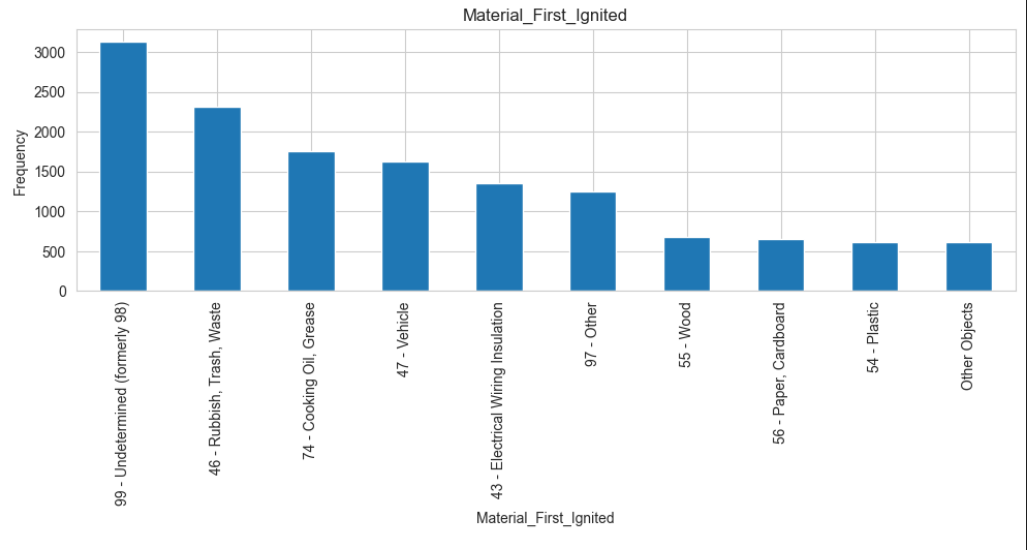 Material_First_Ignited
Frequency
3000
2500
2000
1500
1000
500
0
99 - Undetermined (formerly 98)
46 - Rubbish, Trash, Waste
74 - Cooking Oil, Grease
47 - Vehicle
43 - Electrical Wiring Insulation
97 - Other
55 - Wood
56 - Paper, Cardboard
54 - Plastic
Other Objects
Material_First_Ignited